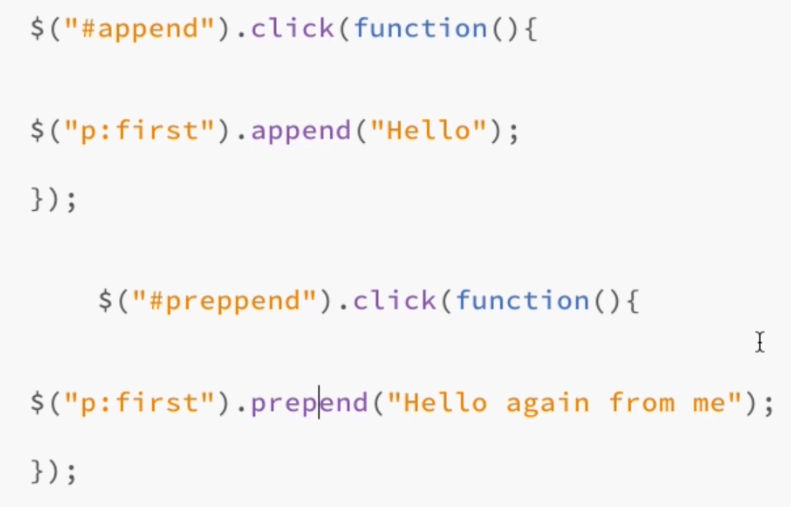 $("#append").click(function(){
$("p:first").append("Hello");
});
$("#preppend").click(function(){
$("p:first").prepend("Hello again from me");
});